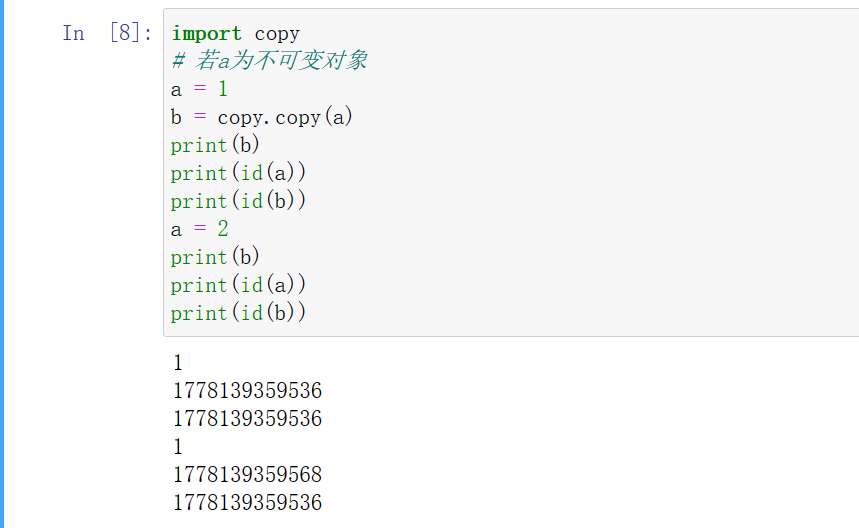 In [8]: import copy
# 若a为不可变对象
a = 1
b = copy.copy(a)
print(b)
print(id(a))
print(id(b))
a = 2
print(b)
print(id(a))
print(id(b))
1
1778139359536
1778139359536
1
1778139359568
1778139359536